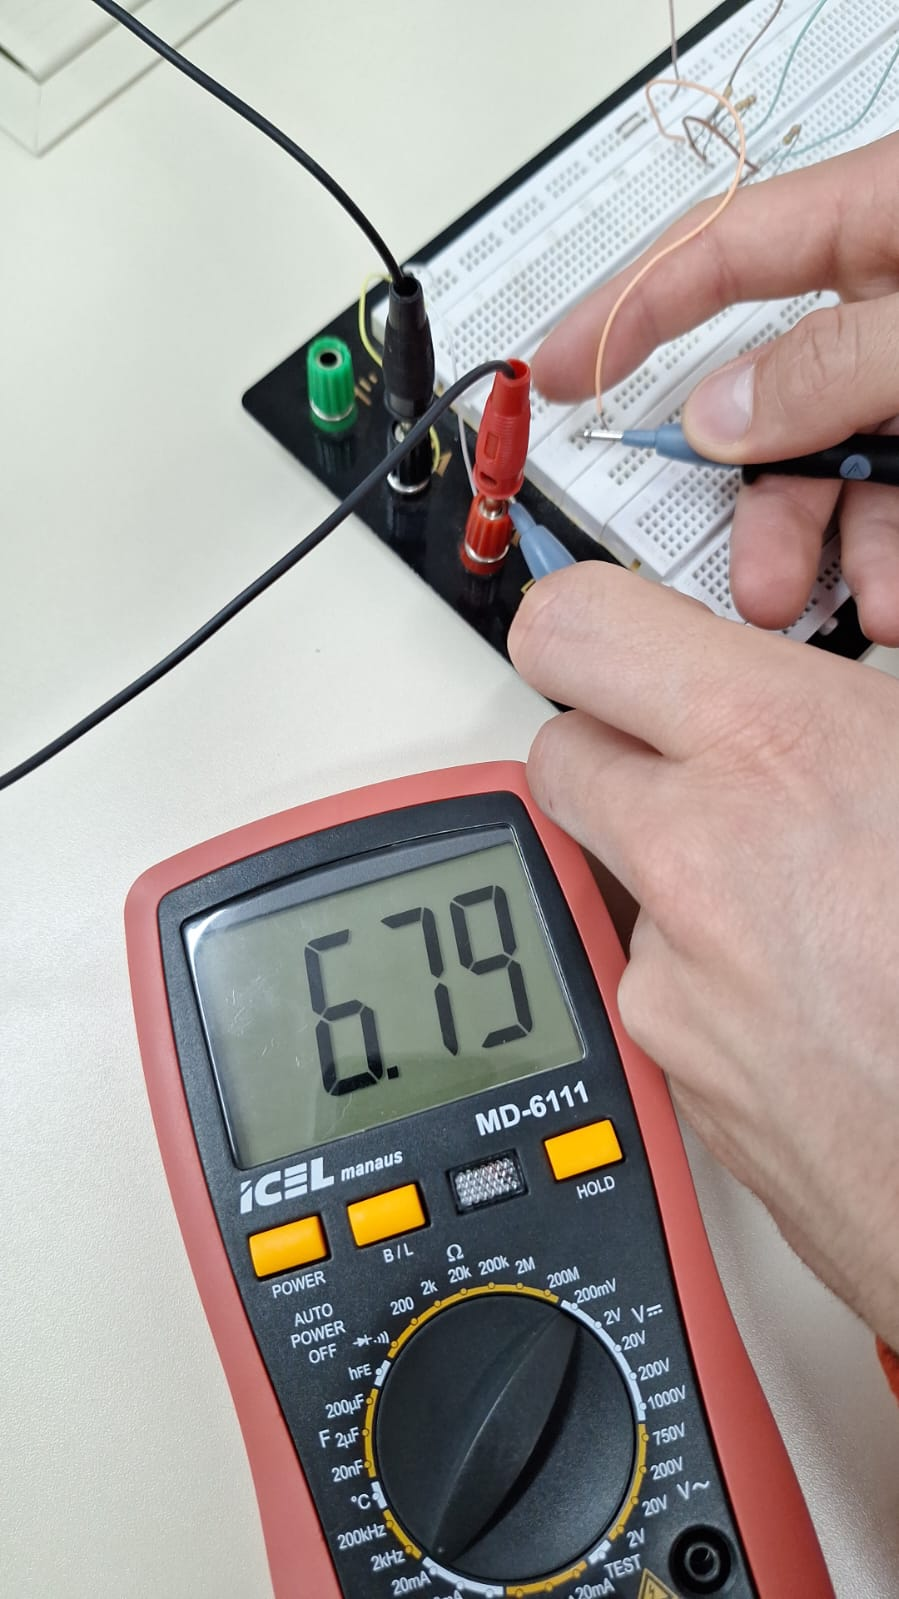 6.79
MD-6111
iCEL manaus
POWER
B / L
HOLD
AUTO
POWER
OFF
Ω
200
2k
20k
200k
2M
200M
200mV
2V
V
20V
200V
1000V
750V
200V
V~
20V
2V
TEST
hFE
200µF
F 2µF
20nF
°C
200kHz
2kHz
20mA
20mA